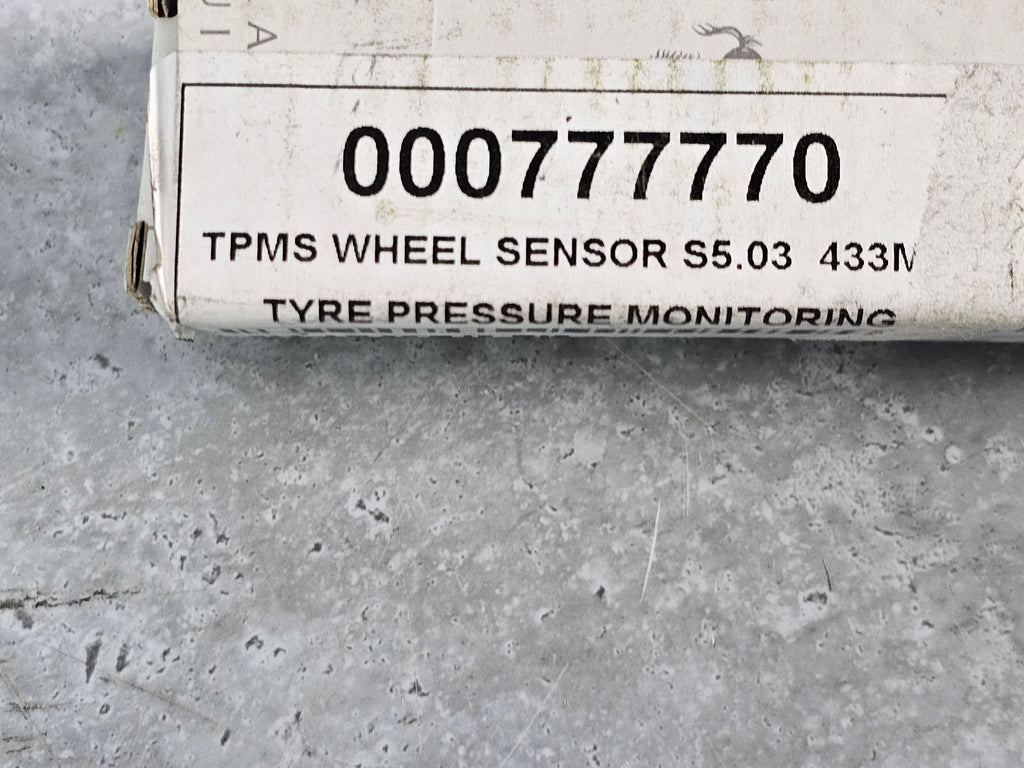 000777770
TPMS WHEEL SENSOR S5.03 433M
TYRE PRESSURE MONITORING